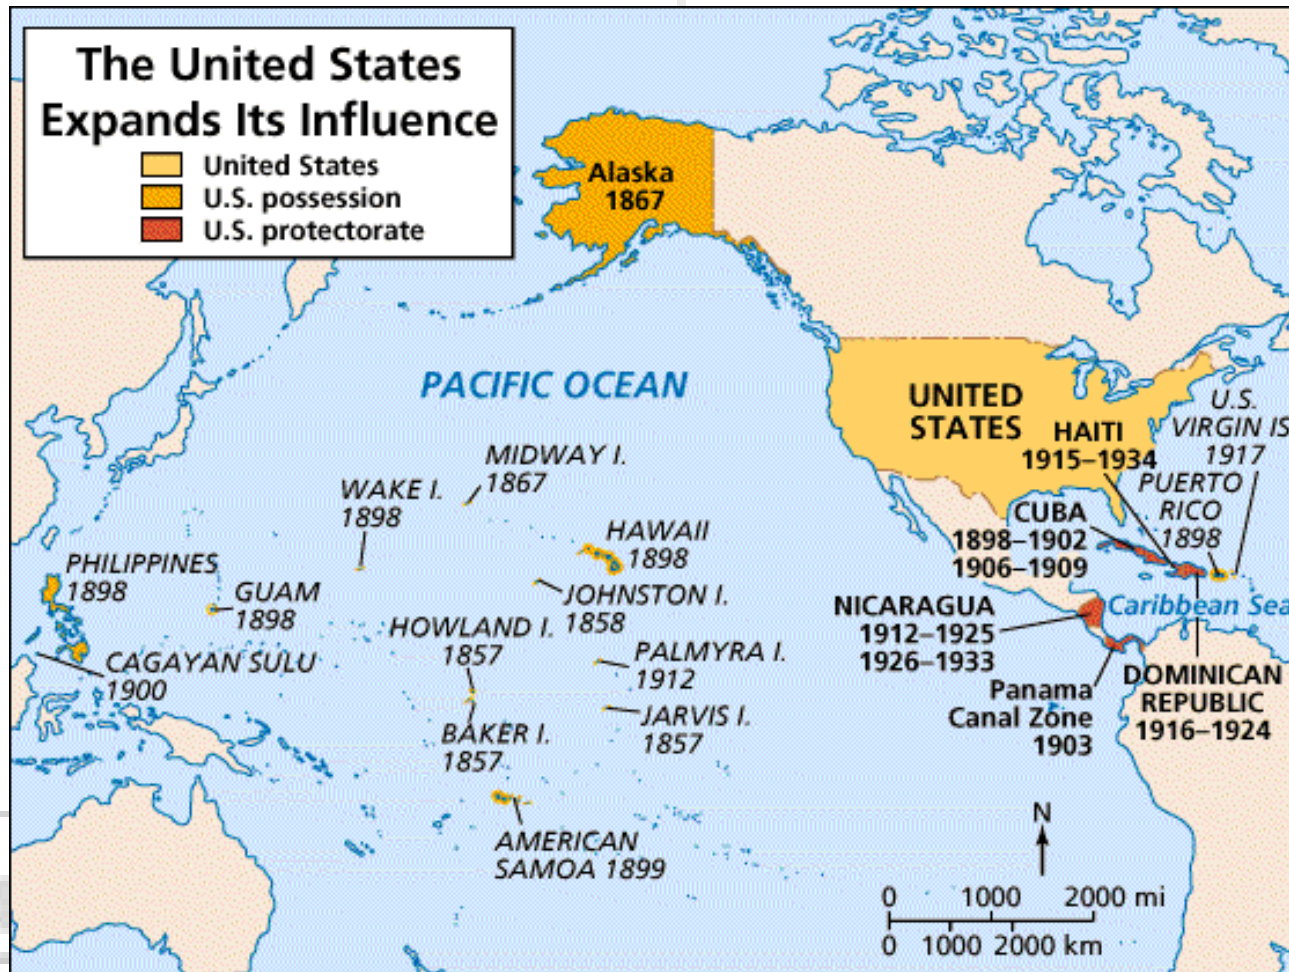 The United States
Expands Its Influence
United States
U.S. possession
U.S. protectorate
Alaska
1867
PACIFIC OCEAN
UNITED
STATES
HAITI
1915–1934
U.S.
VIRGIN IS
1917
PUERTO
RICO
1898
CUBA
1898–1902
1906–1909
MIDWAY I.
1867
WAKE I.
1898
HAWAII
1898
PHILIPPINES
1898
GUAM
1898
JOHNSTON I.
1858
HOWLAND I.
1857
NICARAGUA
1912–1925
1926–1933
Caribbean Sea
CAGAYAN SULU
1900
PALMYRA I.
1912
Panama
Canal Zone
1903
DOMINICAN
REPUBLIC
1916–1924
BAKER I.
1857
JARVIS I.
1857
AMERICAN
SAMOA 1899
N
0 1000 2000 mi
0 1000 2000 km